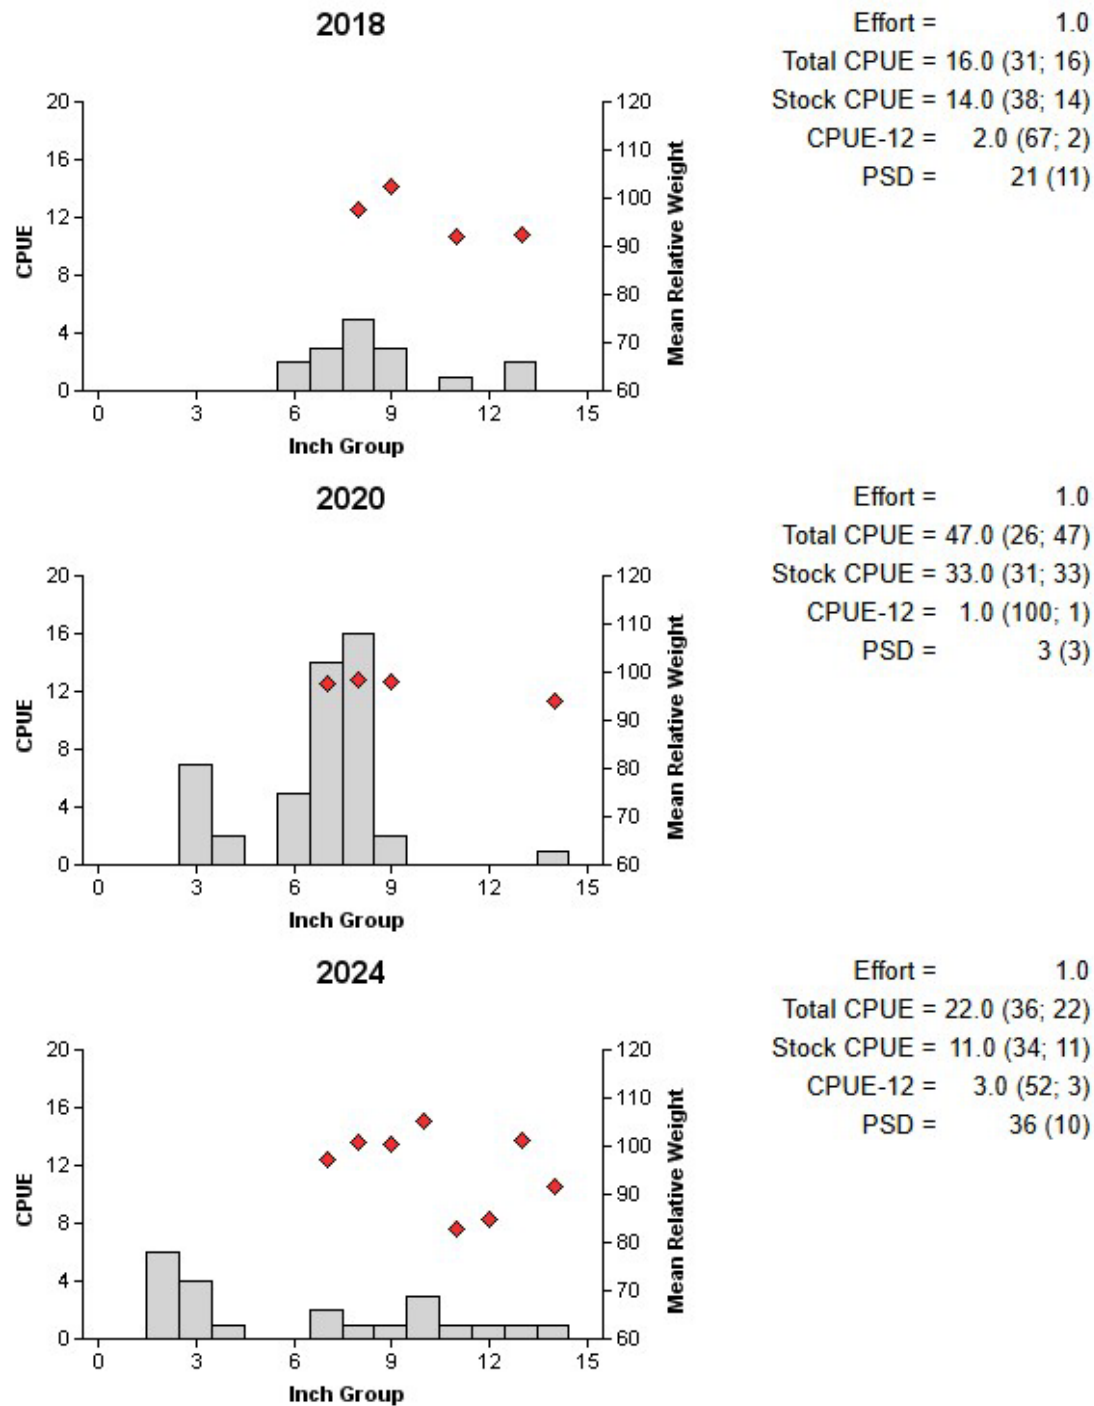 2018
Effort = 1.0
Total CPUE = 16.0 (31; 16)
Stock CPUE = 14.0 (38; 14)
CPUE-12 = 2.0 (67; 2)
PSD = 21 (11)
20
16
12
8
4
0
CPUE
120
110
100
90
80
70
60
Mean Relative Weight
0 3 6 9 12 15
Inch Group
2020
Effort = 1.0
Total CPUE = 47.0 (26; 47)
Stock CPUE = 33.0 (31; 33)
CPUE-12 = 1.0 (100; 1)
PSD = 3 (3)
20
16
12
8
4
0
CPUE
120
110
100
90
80
70
60
Mean Relative Weight
0 3 6 9 12 15
Inch Group
2024
Effort = 1.0
Total CPUE = 22.0 (36; 22)
Stock CPUE = 11.0 (34; 11)
CPUE-12 = 3.0 (52; 3)
PSD = 36 (10)
20
16
12
8
4
0
CPUE
120
110
100
90
80
70
60
Mean Relative Weight
0 3 6 9 12 15
Inch Group